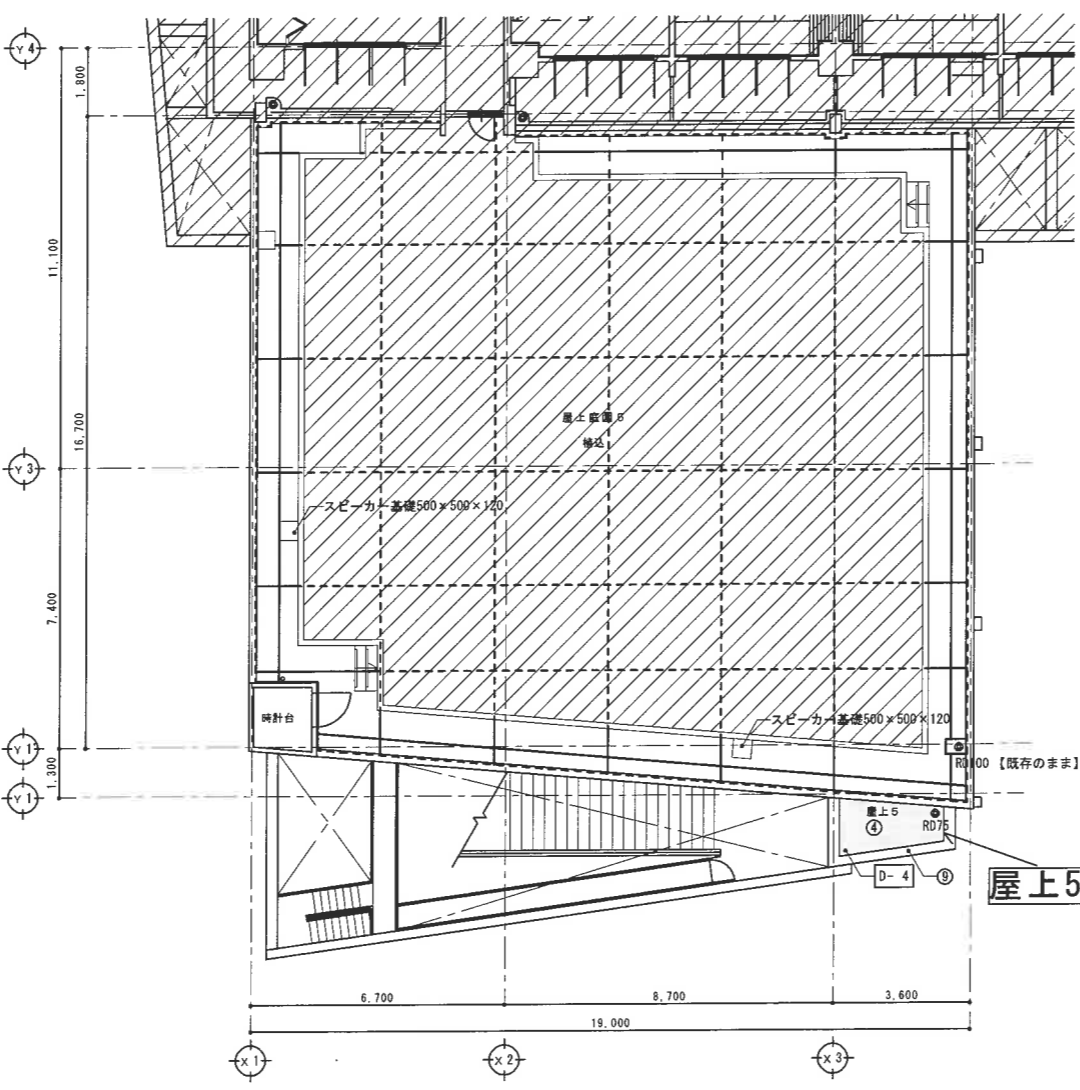 Y4
1,800
11,100
16,700
屋上庭園5
植込
Y3
スピーカー基礎500×500×120
7,400
時計台
スピーカー基礎500×500×120
Y1'
RD100 【既存のまま】
1,300
Y1
屋上5
④
RD75
D-4
⑨
屋上5
6,700
8,700
3,600
19,000
X1
X2
X3